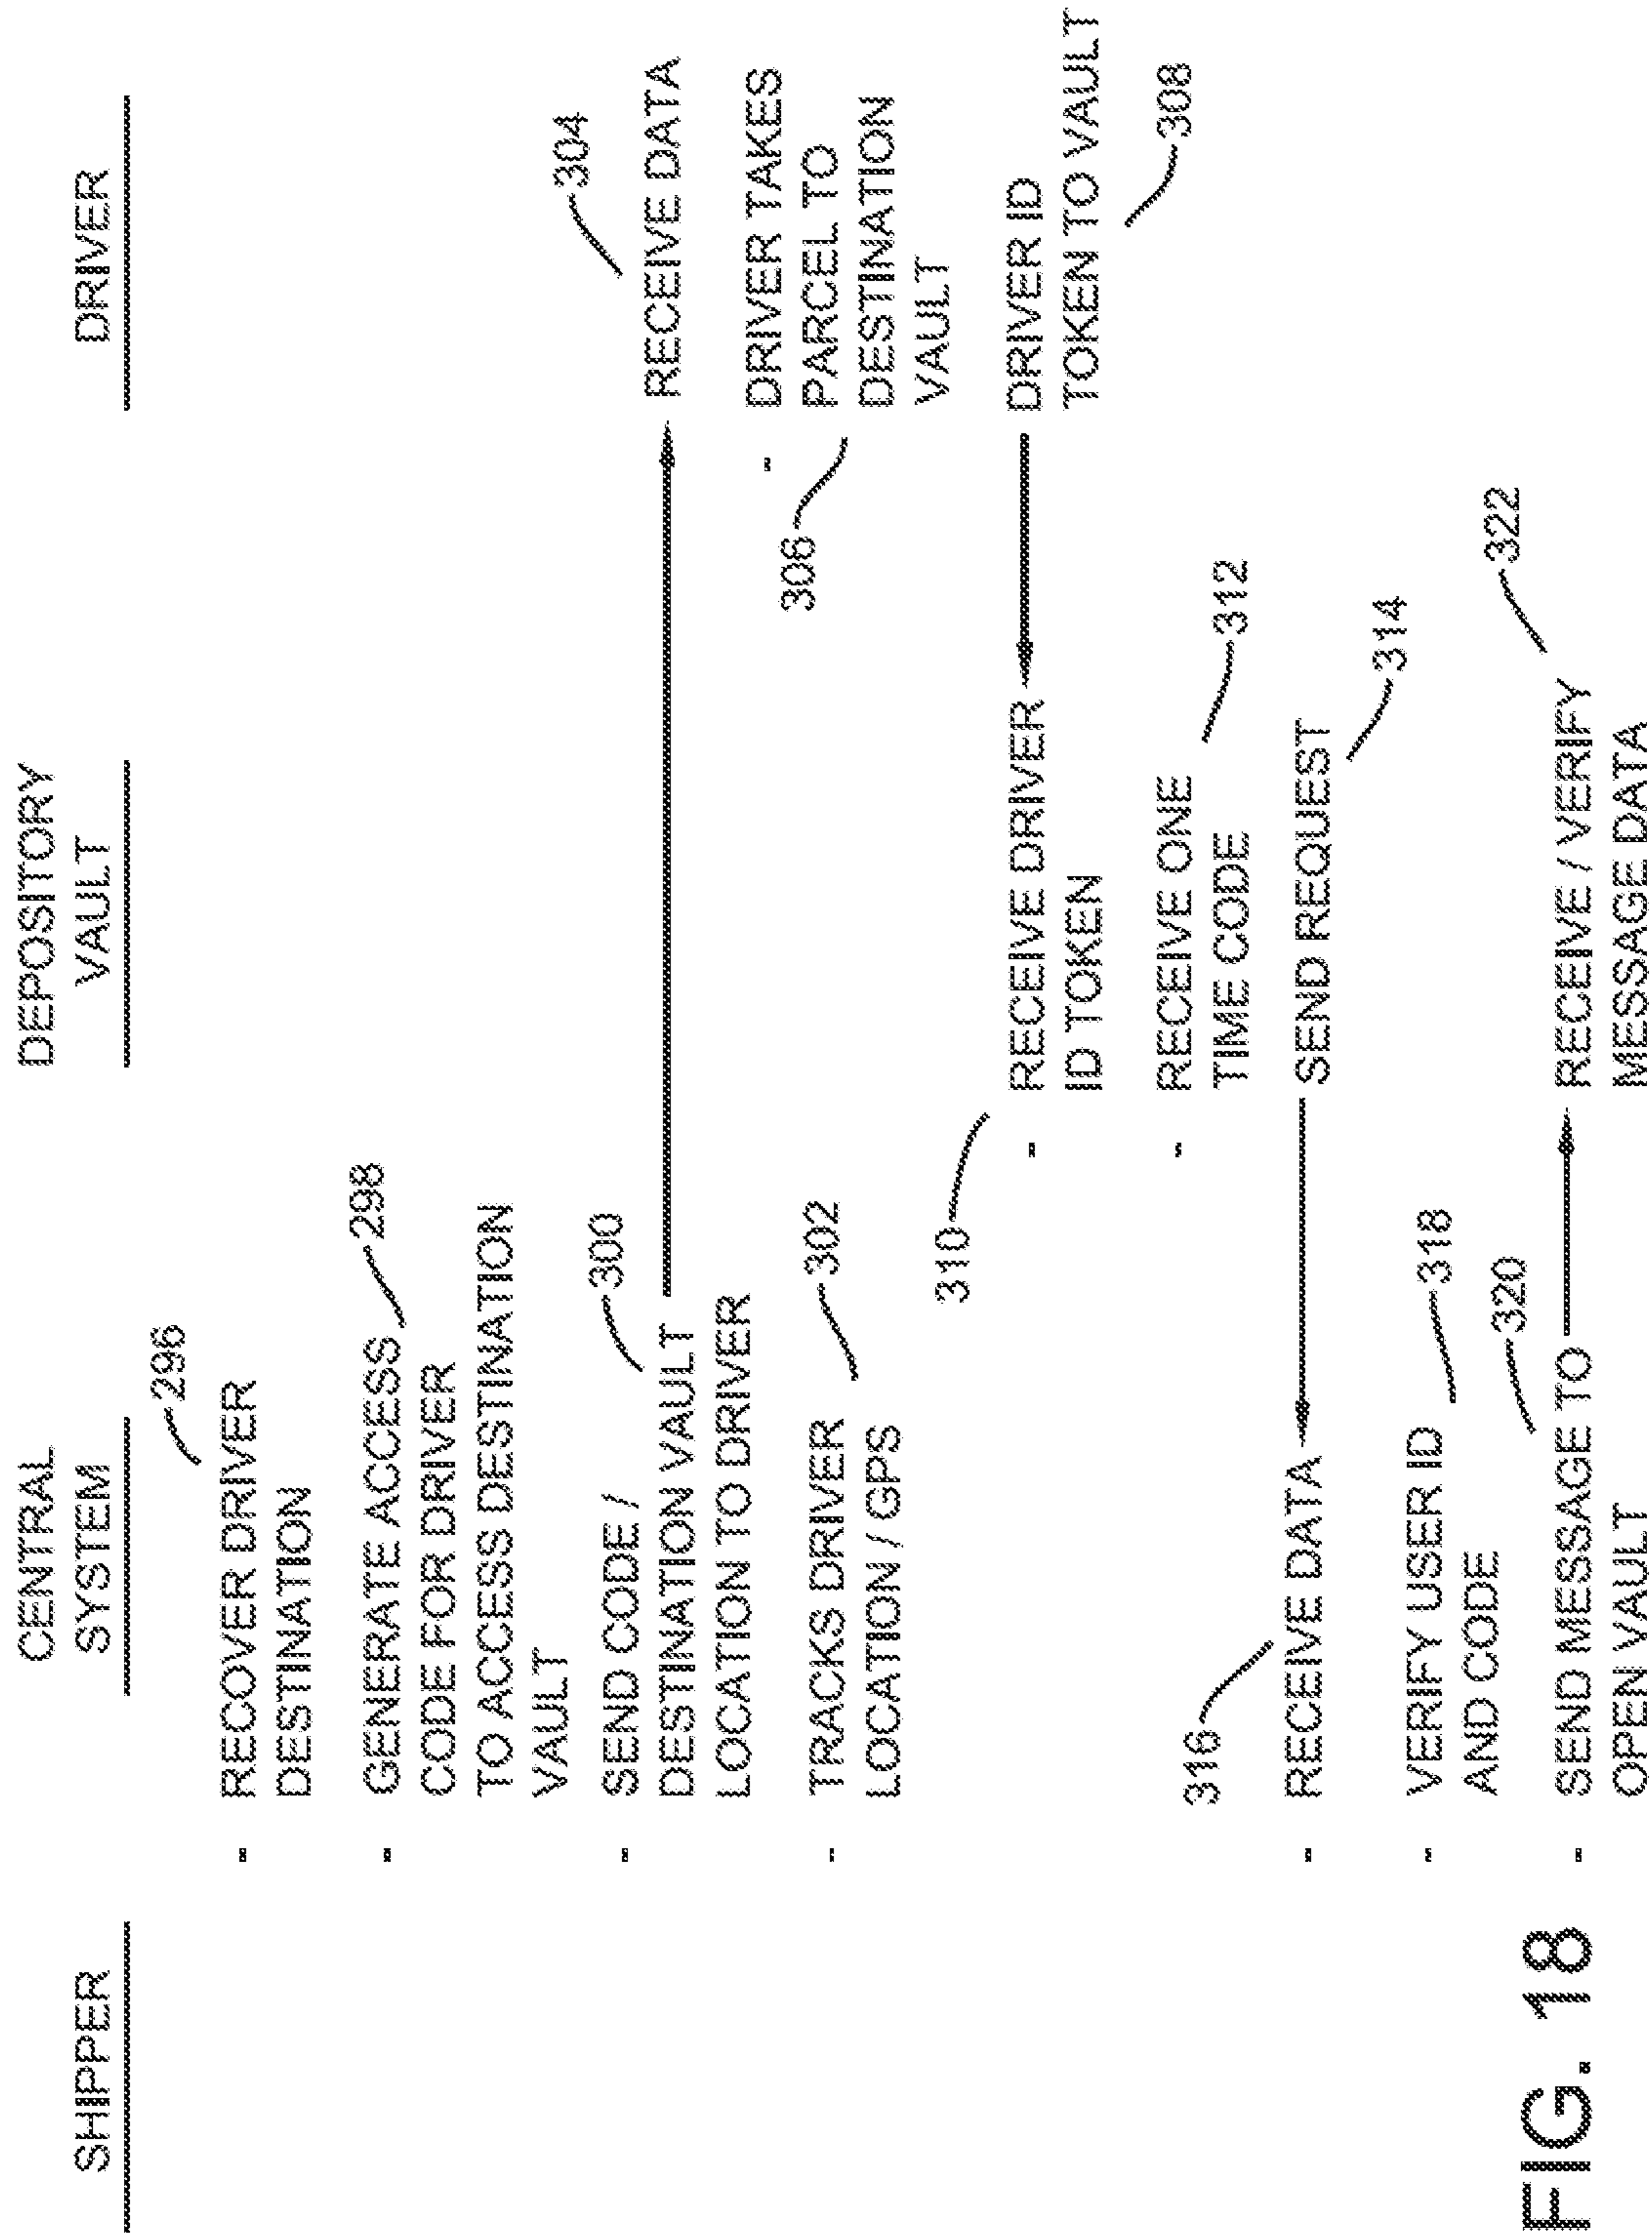 SHIPPER
CENTRAL
SYSTEM
DEPOSITORY
VAULT
DRIVER
296
RECOVER DRIVER
DESTINATION
298
GENERATE ACCESS
CODE FOR DRIVER
TO ACCESS DESTINATION
VAULT
300
SEND CODE /
DESTINATION VAULT
LOCATION TO DRIVER
304
RECEIVE DATA
302
TRACKS DRIVER
LOCATION / GPS
306
DRIVER TAKES
PARCEL TO
DESTINATION
VAULT
DRIVER ID
TOKEN TO VAULT
308
310
RECEIVE DRIVER
ID TOKEN
RECEIVE ONE
TIME CODE
312
SEND REQUEST
314
316
RECEIVE DATA
VERIFY USER ID
AND CODE
318
320
SEND MESSAGE TO
OPEN VAULT
322
RECEIVE / VERIFY
MESSAGE DATA
FIG. 18